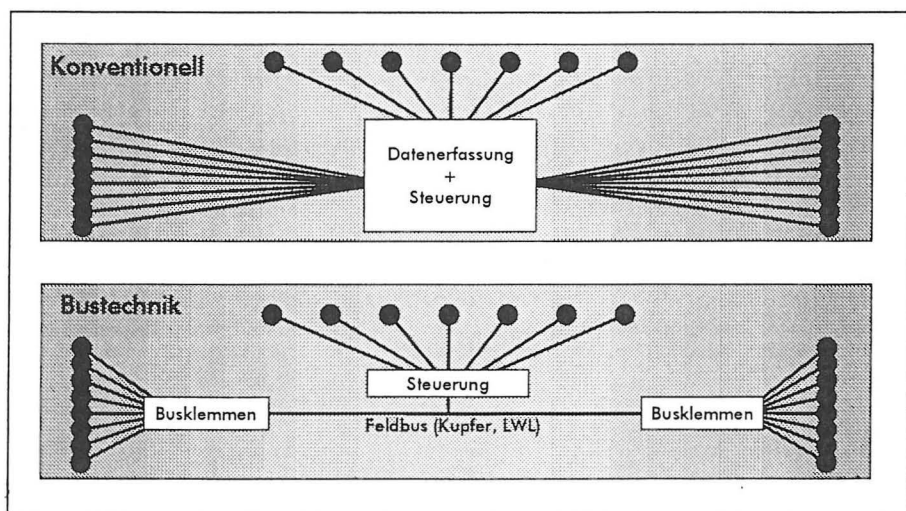 Konventionell
Datenerfassung
+
Steuerung
Bustechnik
Steuerung
Busklemmen
Busklemmen
Feldbus (Kupfer, LWL)